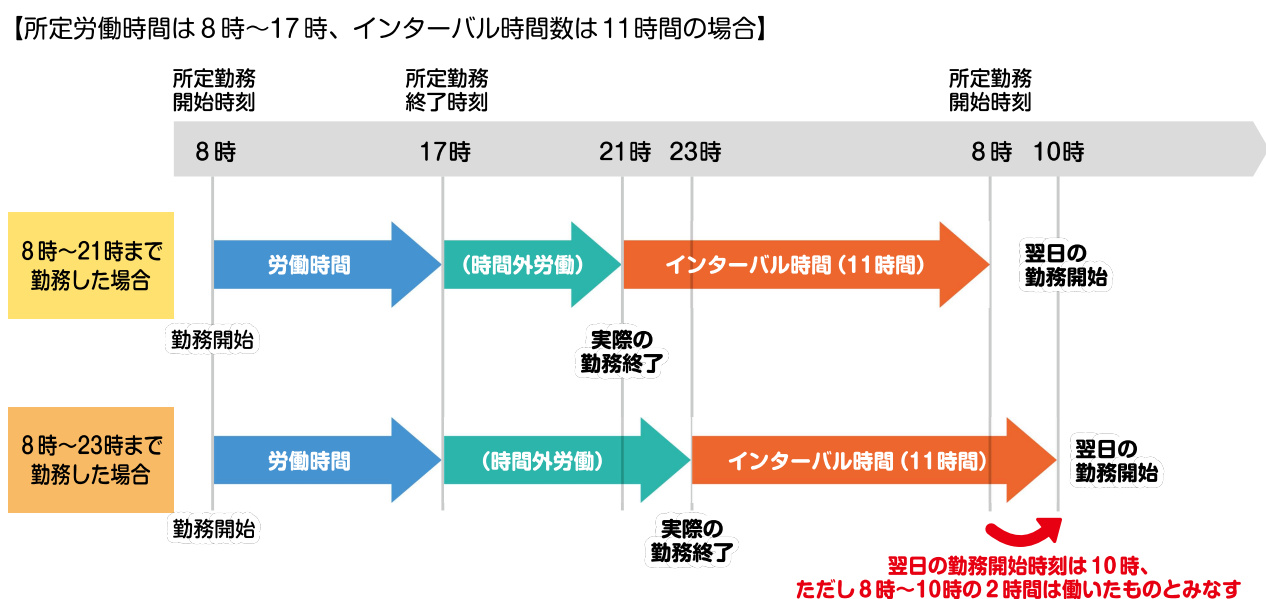 【所定労働時間は8時～17時、インターバル時間数は11時間の場合】
所定勤務
開始時刻
所定勤務
終了時刻
所定勤務
開始時刻
8時
17時
21時
23時
8時
10時
8時～21時まで
勤務した場合
労働時間
（時間外労働）
インターバル時間（11時間）
翌日の
勤務開始
勤務開始
実際の
勤務終了
8時～23時まで
勤務した場合
労働時間
（時間外労働）
インターバル時間（11時間）
翌日の
勤務開始
勤務開始
実際の
勤務終了
翌日の勤務開始時刻は10時、
ただし8時～10時の2時間は働いたものとみなす